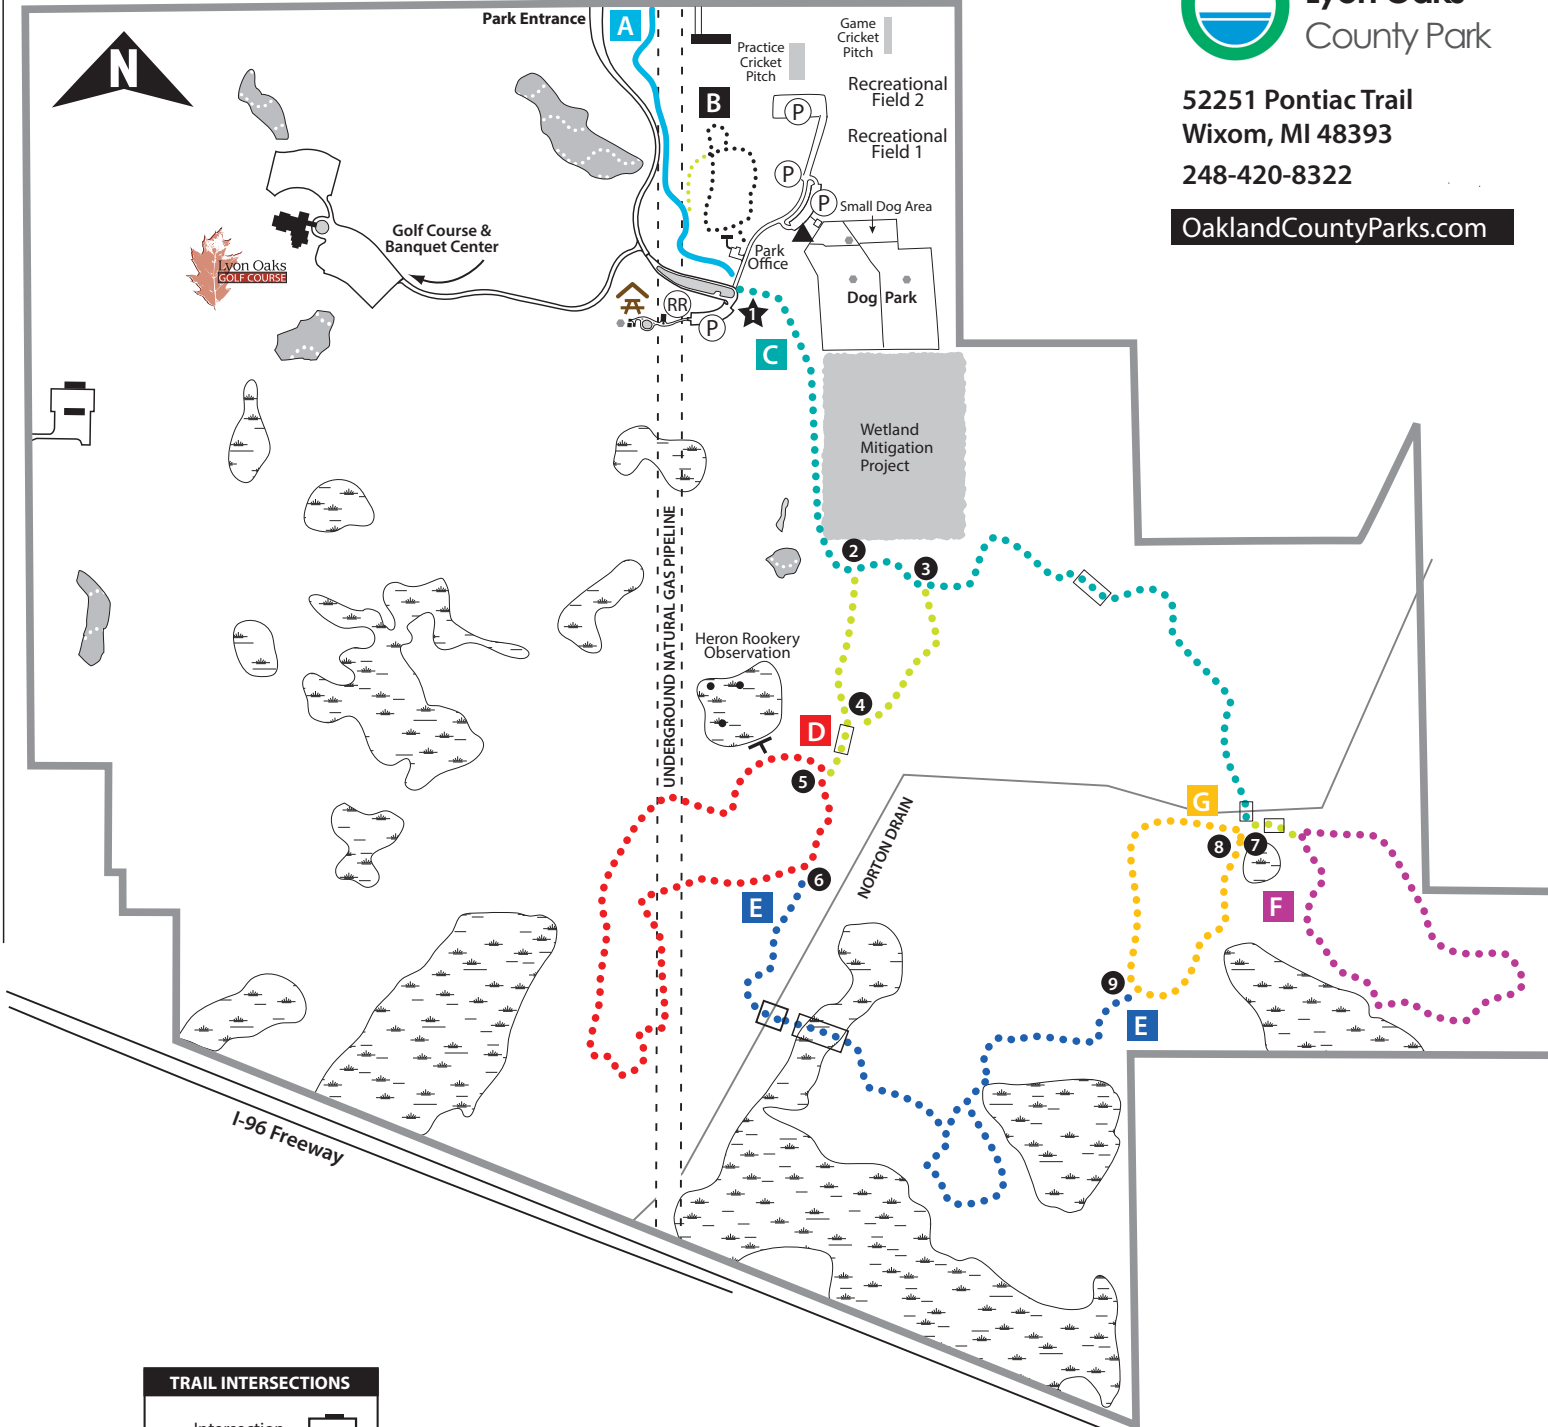 Lyon Oaks
County Park
52251 Pontiac Trail
Wixom, MI 48393
248-420-8322
OaklandCountyParks.com
N
Park Entrance
A
Game
Cricket
Pitch
Practice
Cricket
Pitch
B
P
Recreational
Field 2
Recreational
Field 1
P
P
Small Dog Area
Golf Course &
Banquet Center
Lyon Oaks
GOLF COURSE
Park
Office
Dog Park
RR
P
1
C
Wetland
Mitigation
Project
UNDERGROUND NATURAL GAS PIPELINE
2
3
Heron Rookery
Observation
4
D
5
NORTON DRAIN
G
8
7
6
E
F
9
E
I-96 Freeway
TRAIL INTERSECTIONS
Intersection